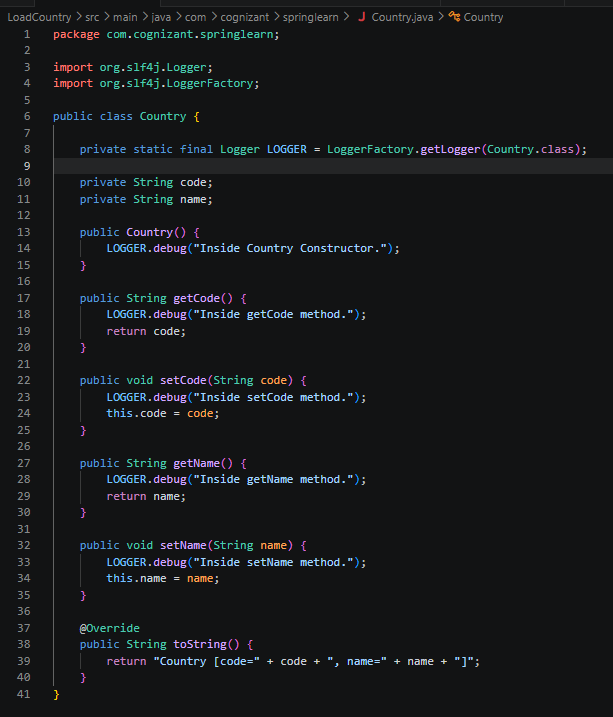 LoadCountry > src > main > java > com > cognizant > springlearn > J Country.java > Country
1 package com.cognizant.springlearn;
2
3 import org.slf4j.Logger;
4 import org.slf4j.LoggerFactory;
5
6 public class Country {
7
8     private static final Logger LOGGER = LoggerFactory.getLogger(Country.class);
9
10     private String code;
11     private String name;
12
13     public Country() {
14         LOGGER.debug("Inside Country Constructor.");
15     }
16
17     public String getCode() {
18         LOGGER.debug("Inside getCode method.");
19         return code;
20     }
21
22     public void setCode(String code) {
23         LOGGER.debug("Inside setCode method.");
24         this.code = code;
25     }
26
27     public String getName() {
28         LOGGER.debug("Inside getName method.");
29         return name;
30     }
31
32     public void setName(String name) {
33         LOGGER.debug("Inside setName method.");
34         this.name = name;
35     }
36
37     @Override
38     public String toString() {
39         return "Country [code=" + code + ", name=" + name + "]";
40     }
41 }